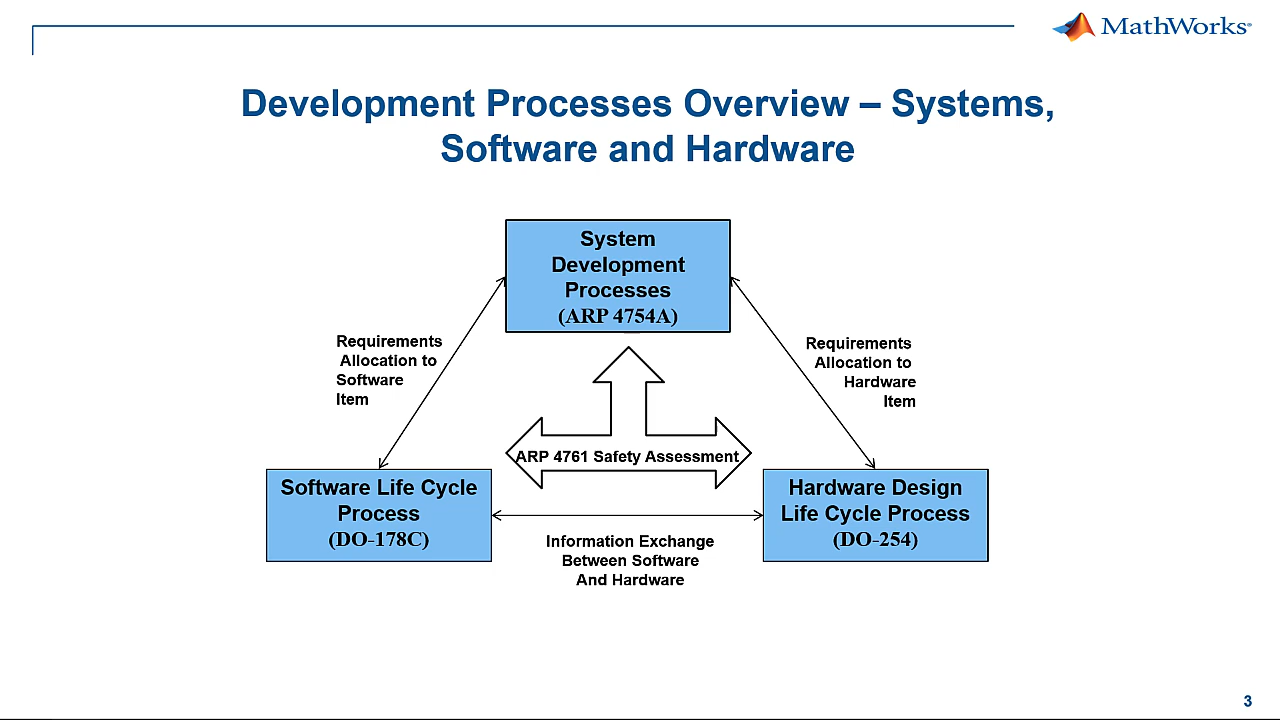 MathWorks®
Development Processes Overview – Systems,
Software and Hardware
System
Development
Processes
(ARP 4754A)
Requirements
Allocation to
Software
Item
Requirements
Allocation to
Hardware
Item
ARP 4761 Safety Assessment
Software Life Cycle
Process
(DO-178C)
Hardware Design
Life Cycle Process
(DO-254)
Information Exchange
Between Software
And Hardware
3